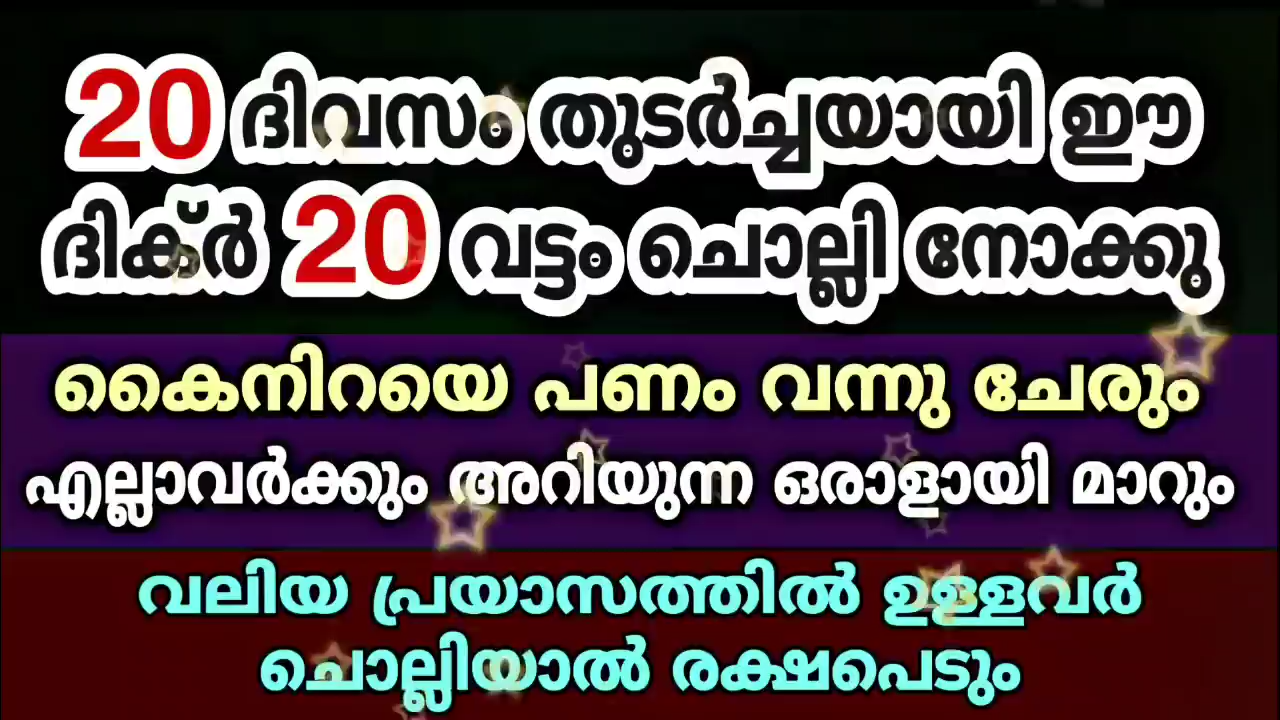 20 ദിവസം തുടർച്ചയായി ഈ
ദിക്ർ 20 വട്ടം ചൊല്ലി നോക്കൂ
കൈനിറയെ പണം വന്നു ചേരും
എല്ലാവർക്കും അറിയുന്ന ഒരാളായി മാറും
വലിയ പ്രയാസത്തിൽ ഉള്ളവർ
ചൊല്ലിയാൽ രക്ഷപെടും